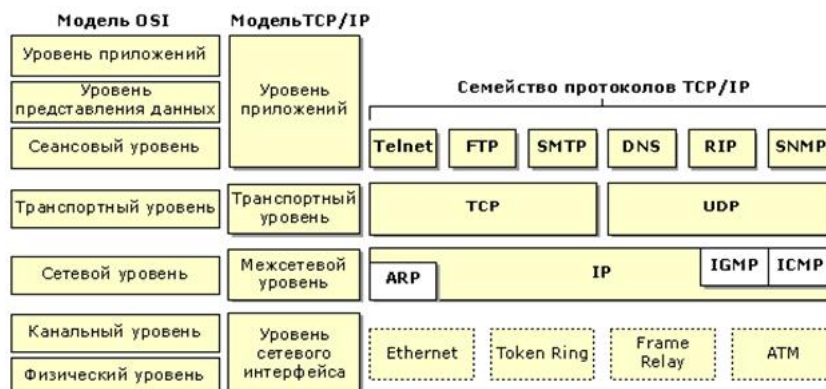 Модель OSI
МодельTCP/IP
Уровень приложений
Уровень
представления данных
Сеансовый уровень
Уровень
приложений
Семейство протоколов TCP/IP
Telnet
FTP
SMTP
DNS
RIP
SNMP
Транспортный уровень
Транспортный
уровень
TCP
UDP
Сетевой уровень
Межсетевой
уровень
ARP
IP
IGMP
ICMP
Канальный уровень
Физический уровень
Уровень
сетевого
интерфейса
Ethernet
Token Ring
Frame
Relay
ATM